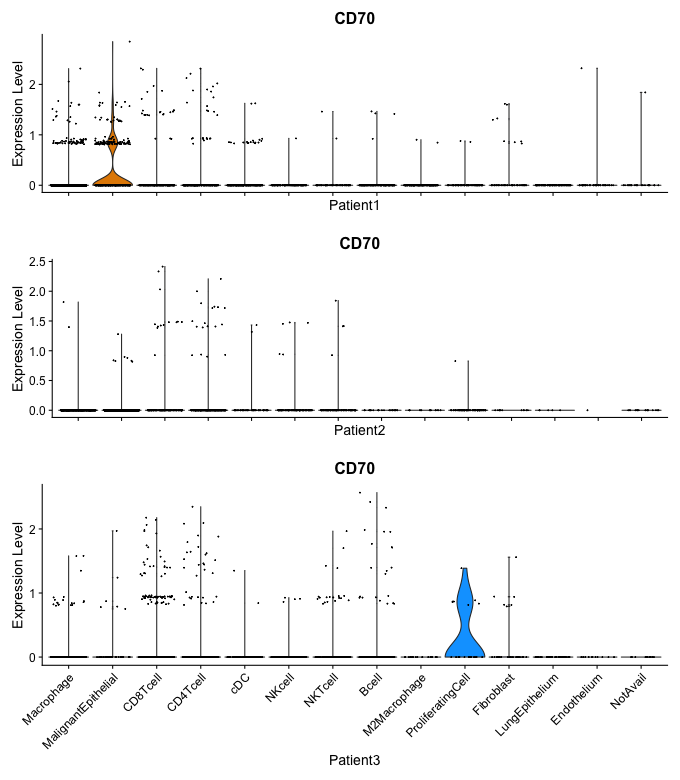 CD70
Expression Level
2
1
0
Patient1
CD70
Expression Level
2.5
2.0
1.5
1.0
0.5
0.0
Patient2
CD70
Expression Level
2
1
0
Macrophage
MalignantEpithelial
CD8Tcell
CD4Tcell
cDC
NKcell
NKTcell
Bcell
M2Macrophage
ProliferatingCell
Fibroblast
LungEpithelium
Endothelium
NotAvail
Patient3